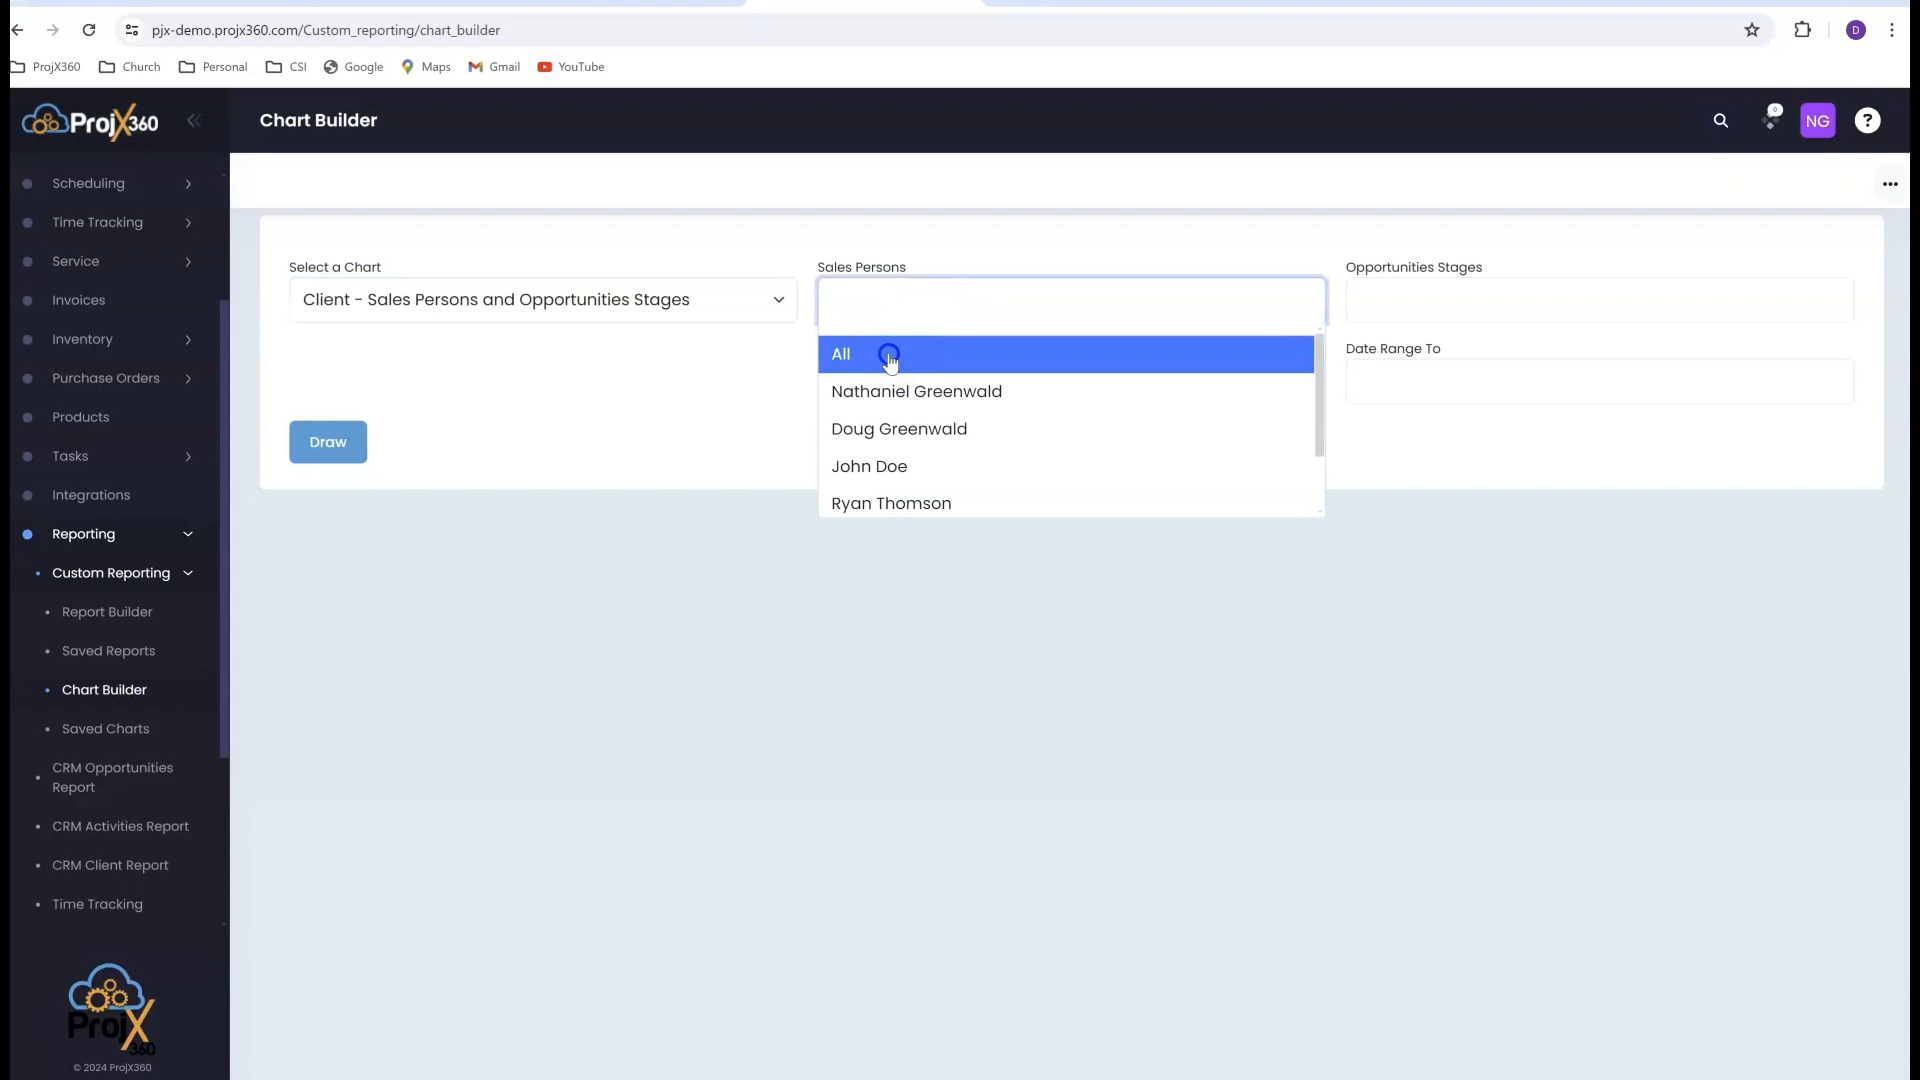 pjx-demo.projx360.com/Custom_reporting/chart_builder
D
ProjX360 Church Personal CSI Google Maps Gmail YouTube
ProjX360
Chart Builder
0
NG
?
Scheduling
Time Tracking
Service
Invoices
Inventory
Purchase Orders
Products
Tasks
Integrations
Reporting
Custom Reporting
Report Builder
Saved Reports
Chart Builder
Saved Charts
CRM Opportunities
Report
CRM Activities Report
CRM Client Report
Time Tracking
ProjX
360
© 2024 ProjX360
Select a Chart
Client - Sales Persons and Opportunities Stages
Draw
Sales Persons
All
Nathaniel Greenwald
Doug Greenwald
John Doe
Ryan Thomson
Opportunities Stages
Date Range To